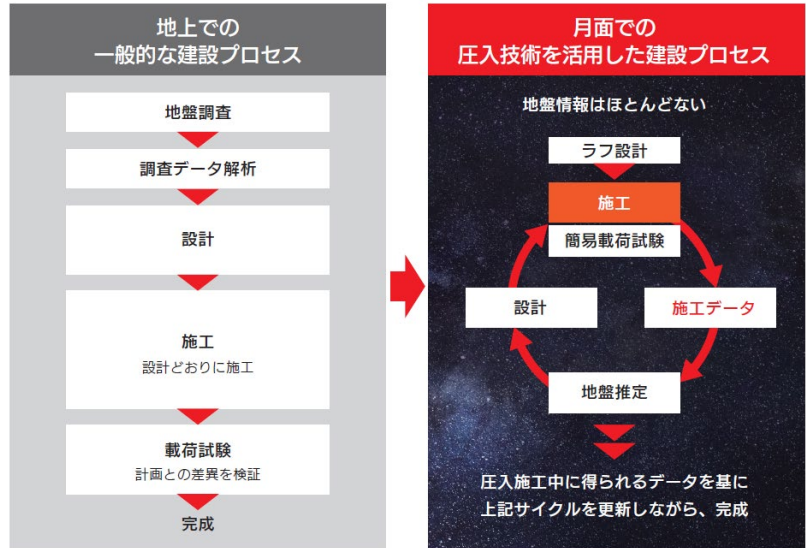 地上での
一般的な建設プロセス
地盤調査
調査データ解析
設計
施工
設計どおりに施工
載荷試験
計画との差異を検証
完成
月面での
圧入技術を活用した建設プロセス
地盤情報はほとんどない
ラフ設計
施工
簡易載荷試験
設計
施工データ
地盤推定
圧入施工中に得られるデータを基に
上記サイクルを更新しながら、完成